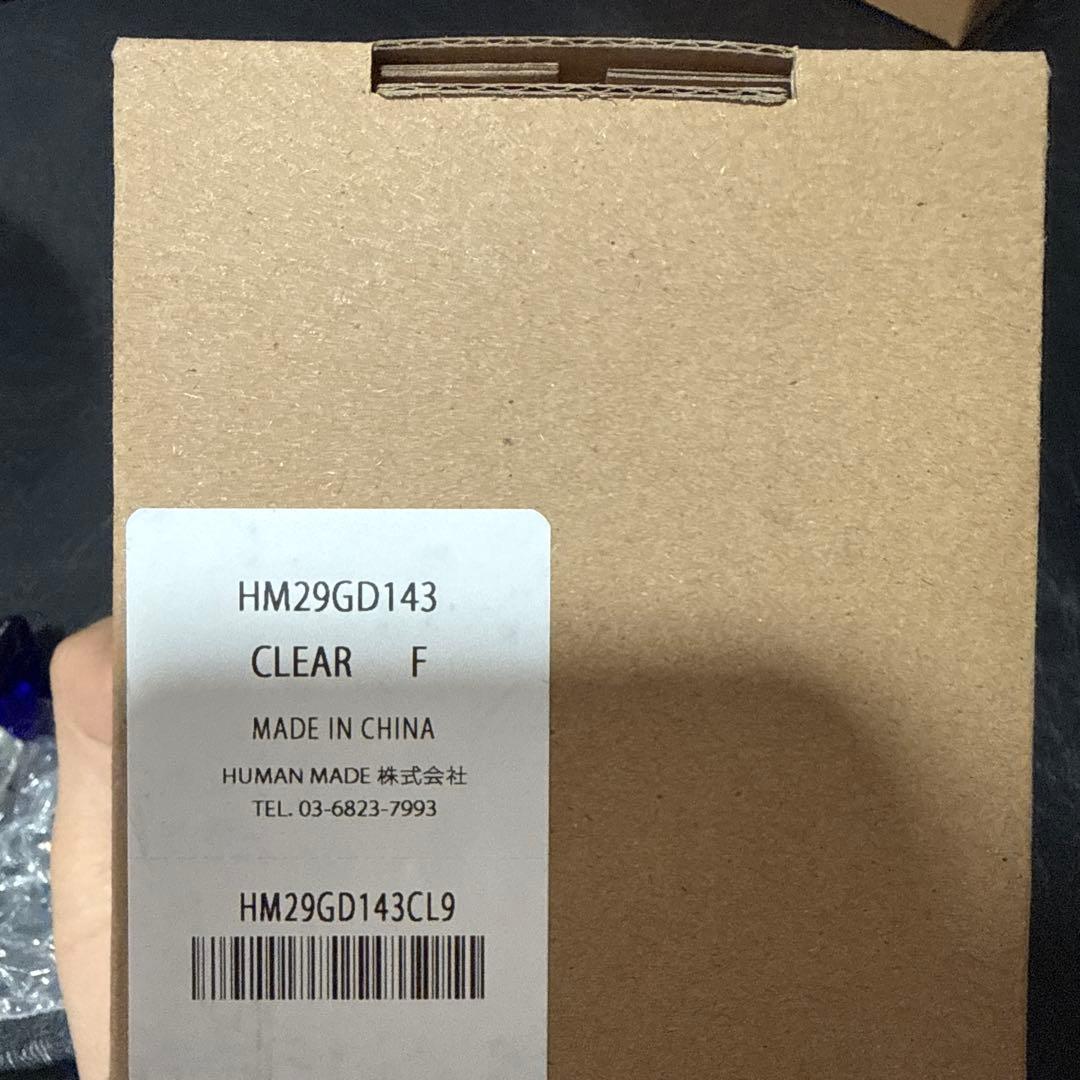 HM29GD143
CLEAR F
MADE IN CHINA
HUMAN MADE 株式会社
TEL. 03-6823-7993
HM29GD143CL9